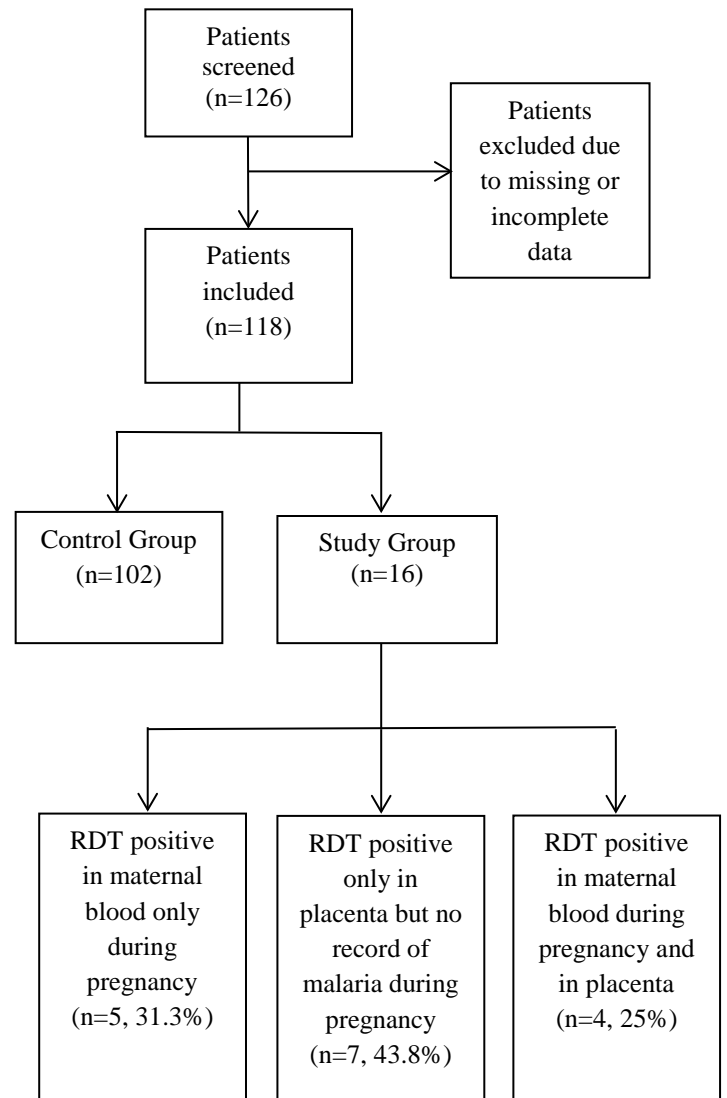 Patients
screened
(n=126)
Patients
excluded due
to missing or
incomplete
data
Patients
included
(n=118)
Control Group
(n=102)
Study Group
(n=16)
RDT positive
in maternal
blood only
during
pregnancy
(n=5, 31.3%)
RDT positive
only in
placenta but no
record of
malaria during
pregnancy
(n=7, 43.8%)
RDT positive
in maternal
blood during
pregnancy and
in placenta
(n=4, 25%)